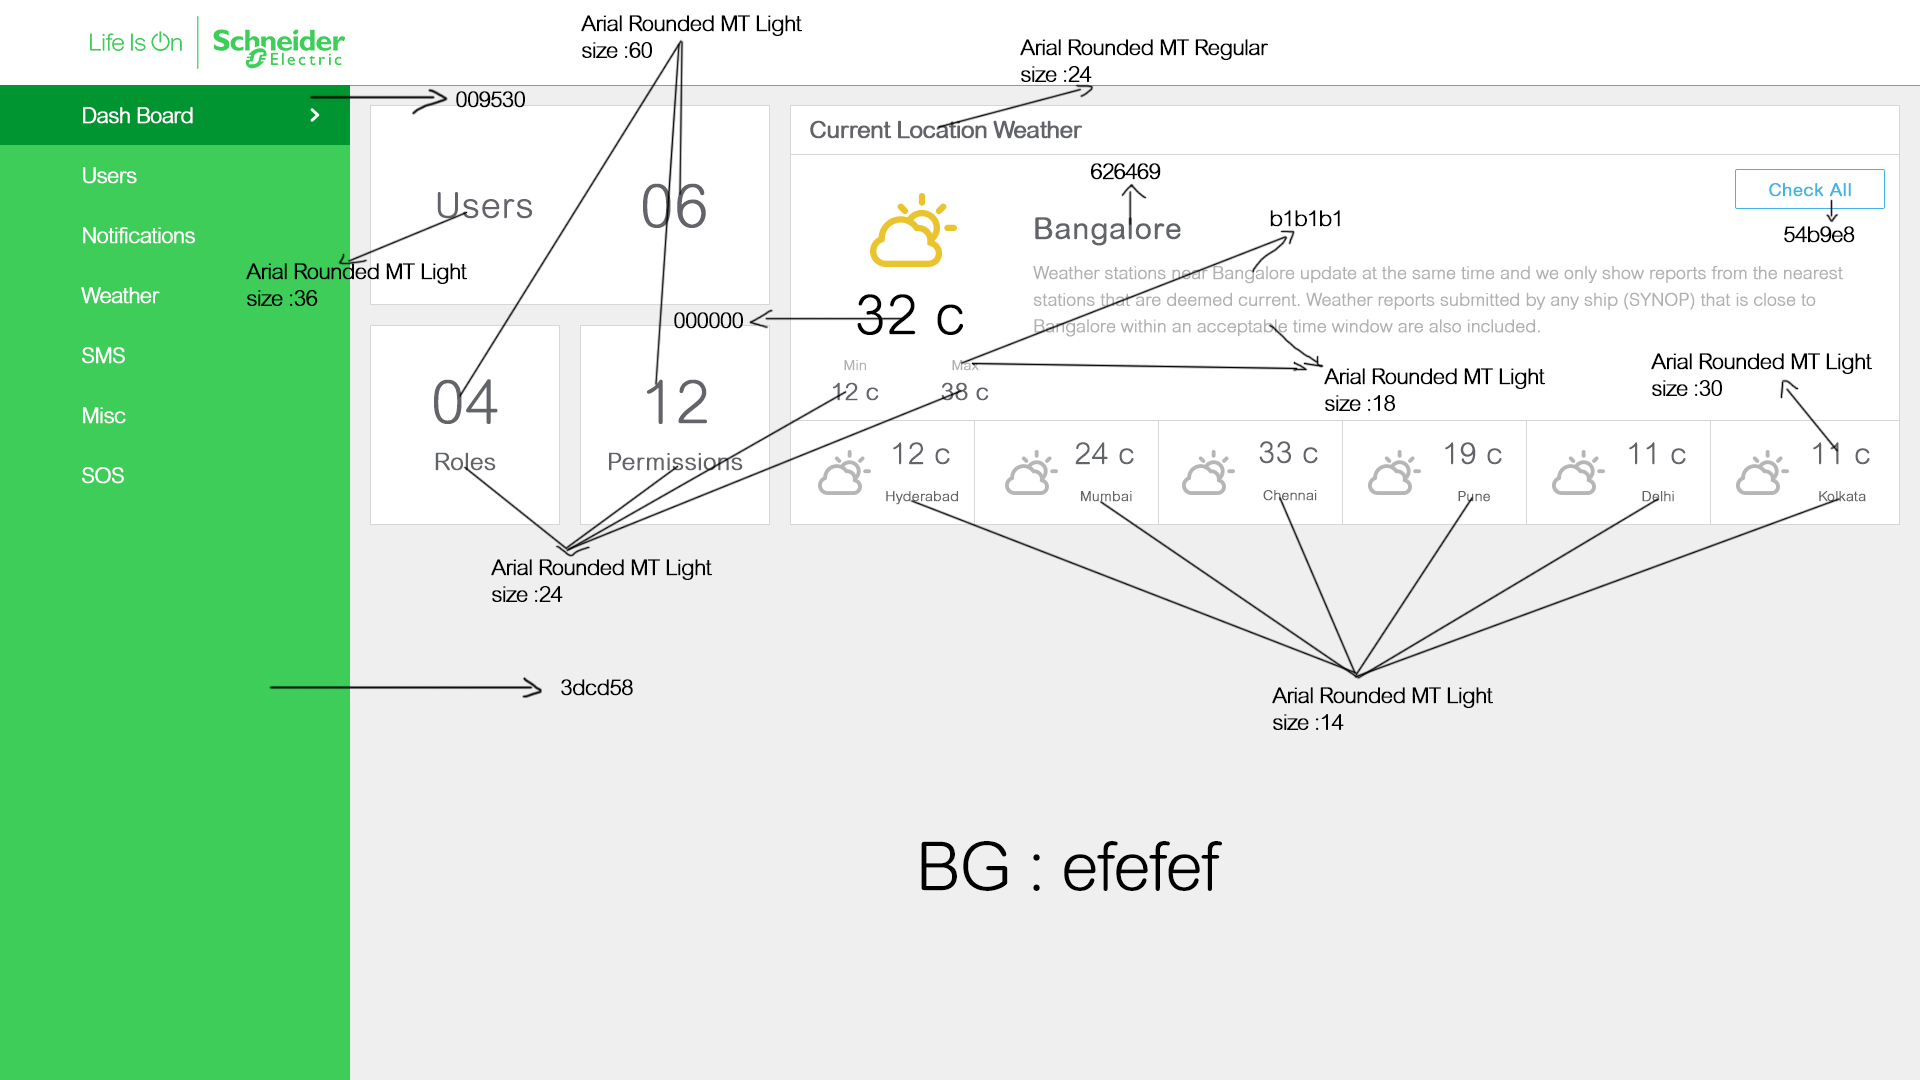 Life Is On
Schneider
Electric
Arial Rounded MT Light
size :60
Arial Rounded MT Regular
size :24
Dash Board
009530
Users
Notifications
Weather
SMS
Misc
SOS
Users
06
Arial Rounded MT Light
size :36
04
Roles
12
Permissions
000000
Current Location Weather
626469
Check All
54b9e8
b1b1b1
Bangalore
Weather stations near Bangalore update at the same time and we only show reports from the nearest
stations that are deemed current. Weather reports submitted by any ship (SYNOP) that is close to
Bangalore within an acceptable time window are also included.
32 c
Min
Max
12 c
38 c
Arial Rounded MT Light
size :18
Arial Rounded MT Light
size :30
12 c
Hyderabad
24 c
Mumbai
33 c
Chennai
19 c
Pune
11 c
Delhi
11 c
Kolkata
Arial Rounded MT Light
size :24
3dcd58
Arial Rounded MT Light
size :14
BG : efefef